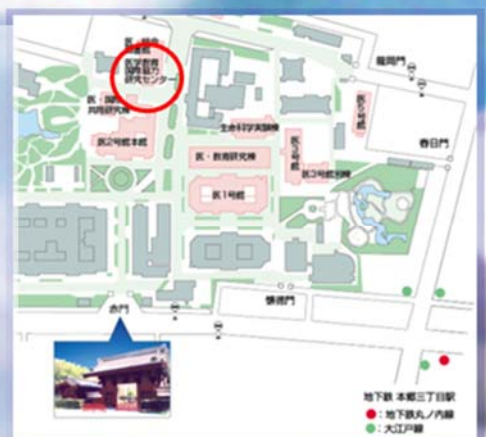 医・総合
医学教育
国際協力
研究センター
龍岡門
医・国際
共同研究棟
生命科学実験棟
春日門
医2号館本館
医・教育研究棟
医3号館別棟
医1号館
懐徳門
赤門
地下鉄 本郷三丁目駅
:地下鉄丸ノ内線
:大江戸線